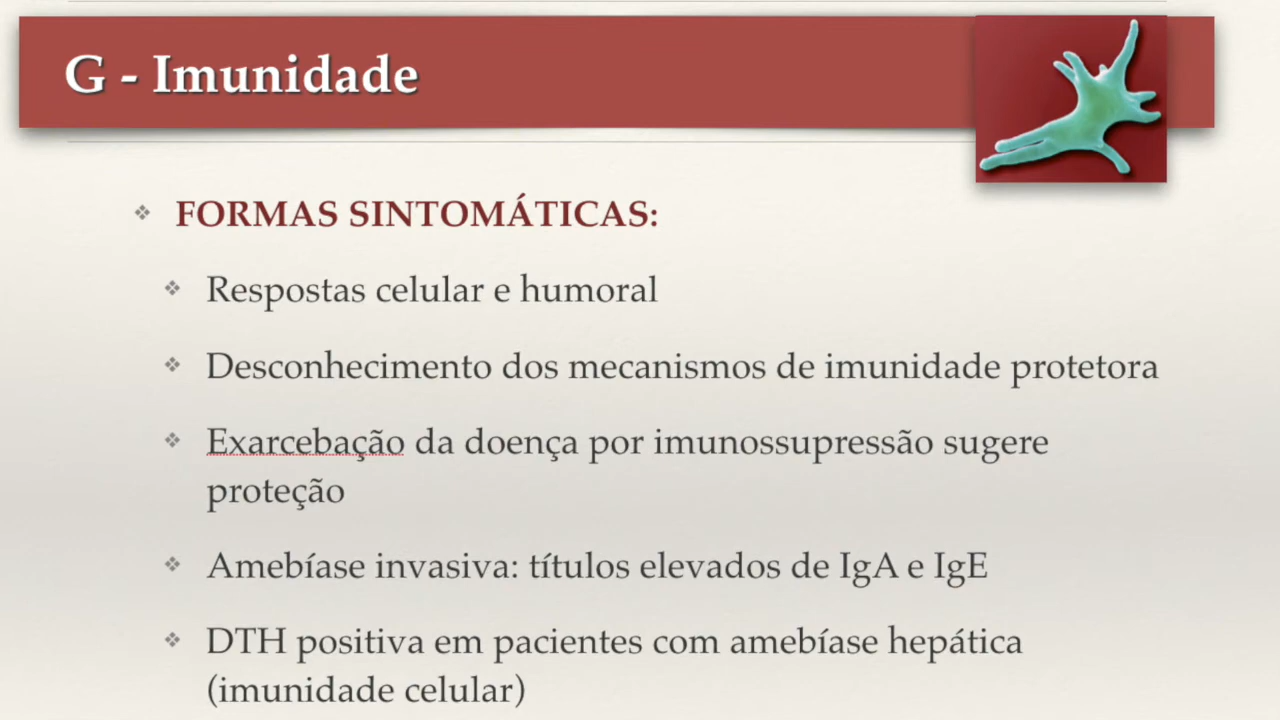 G - Imunidade
FORMAS SINTOMÁTICAS:
Respostas celular e humoral
Desconhecimento dos mecanismos de imunidade protetora
Exarcebação da doença por imunossupressão sugere
proteção
Amebíase invasiva: títulos elevados de IgA e IgE
DTH positiva em pacientes com amebíase hepática
(imunidade celular)